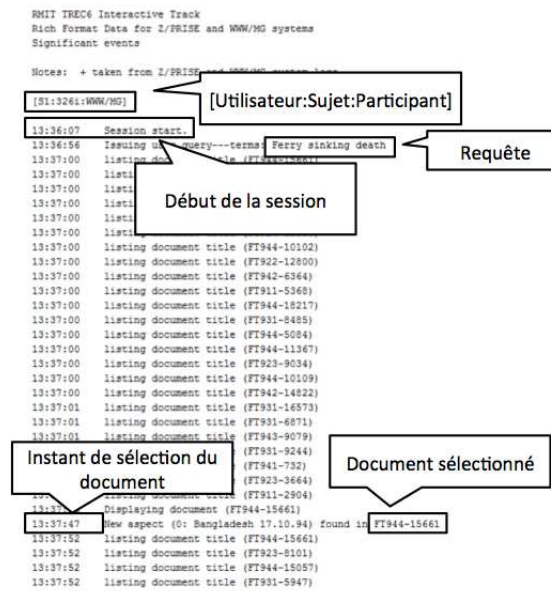 RMIT TREC6 Interactive Track
Rich Format Data for Z/PRISE and WWW/MG systems
Significant events
Notes: + taken from Z/PRISE and WWW/MG system logs
[S1:326i:WWW/MG]
[Utilisateur:Sujet:Participant]
13:36:07 Session start.
13:36:56 Issuing query---terms: Ferry sinking death
Requête
13:37:00 listing document title (FT944-15661)
13:37:00 listing
13:37:00
13:37:00
13:37:00
13:37:00
Début de la session
13:37:00 listing document title (FT944-10102)
13:37:00 listing document title (FT922-12800)
13:37:00 listing document title (FT942-6364)
13:37:00 listing document title (FT911-5368)
13:37:00 listing document title (FT944-18217)
13:37:00 listing document title (FT931-8485)
13:37:00 listing document title (FT944-5084)
13:37:00 listing document title (FT944-11367)
13:37:00 listing document title (FT923-9034)
13:37:00 listing document title (FT944-10109)
13:37:00 listing document title (FT942-14822)
13:37:01 listing document title (FT931-16573)
13:37:01 listing document title (FT931-6871)
13:37:01 listing document title (FT943-9079)
Instant de sélection du
document
(FT931-9244)
(FT941-732)
(FT923-3664)
listing document title (FT911-2904)
Document sélectionné
Displaying document (FT944-15661)
13:37:47 New aspect (0: Bangladesh 17.10.94) found in FT944-15661
13:37:52 listing document title (FT944-15661)
13:37:52 listing document title (FT923-8101)
13:37:52 listing document title (FT944-15057)
13:37:52 listing document title (FT931-5947)